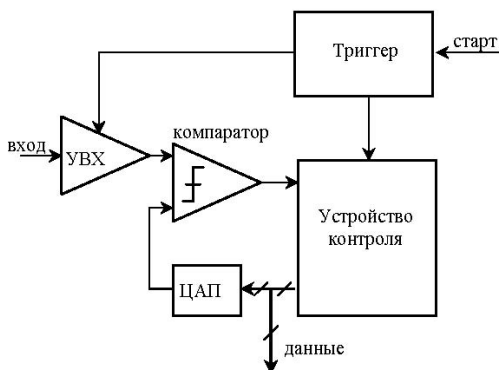 Триггер
старт
компаратор
вход
УВХ
Устройство
контроля
ЦАП
данные